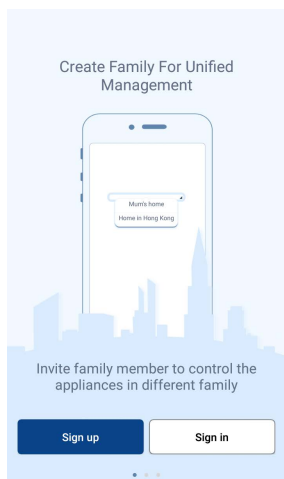 Create Family For Unified
Management
Mum's home
Home in Hong Kong
Invite family member to control the
appliances in different family
Sign up
Sign in